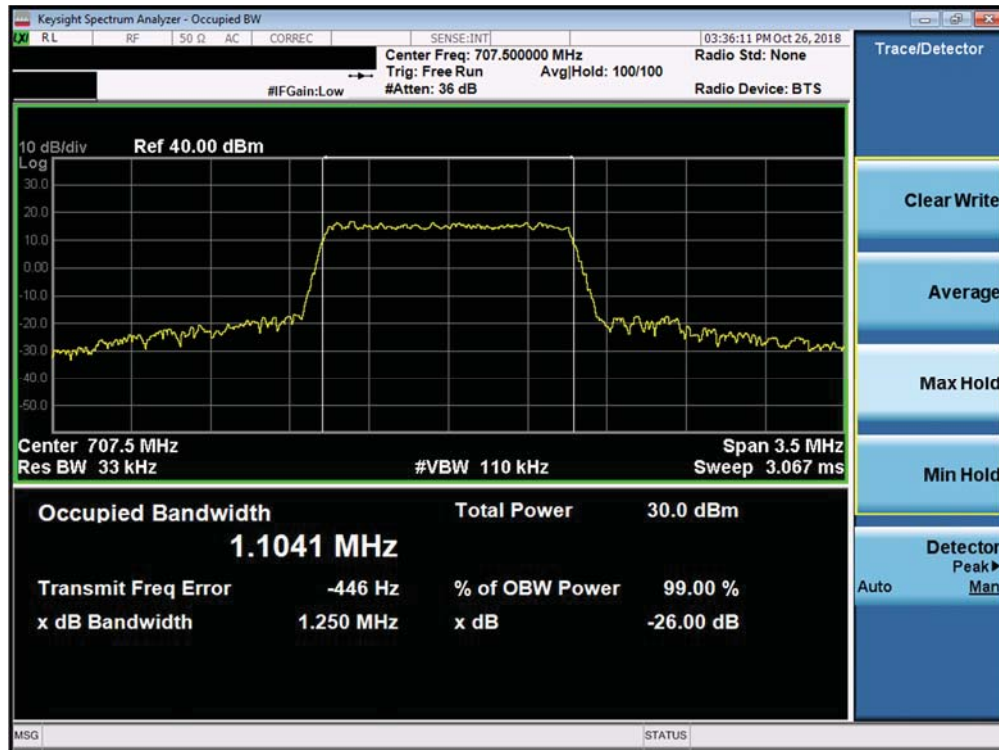 Keysight Spectrum Analyzer - Occupied BW
LXI RL RF 50 Ω AC CORREC SENSE:INT 03:36:11 PM Oct 26, 2018
Center Freq: 707.500000 MHz Radio Std: None
Trig: Free Run Avg|Hold: 100/100
#IFGain:Low #Atten: 36 dB Radio Device: BTS
Trace/Detector
10 dB/div Ref 40.00 dBm
Log
30.0
20.0
10.0
0.00
-10.0
-20.0
-30.0
-40.0
-50.0
Center 707.5 MHz Span 3.5 MHz
Res BW 33 kHz #VBW 110 kHz Sweep 3.067 ms
Occupied Bandwidth Total Power 30.0 dBm
1.1041 MHz
Transmit Freq Error -446 Hz % of OBW Power 99.00 %
x dB Bandwidth 1.250 MHz x dB -26.00 dB
Clear Write
Average
Max Hold
Min Hold
Detector
Peak▶
Auto Man
MSG STATUS